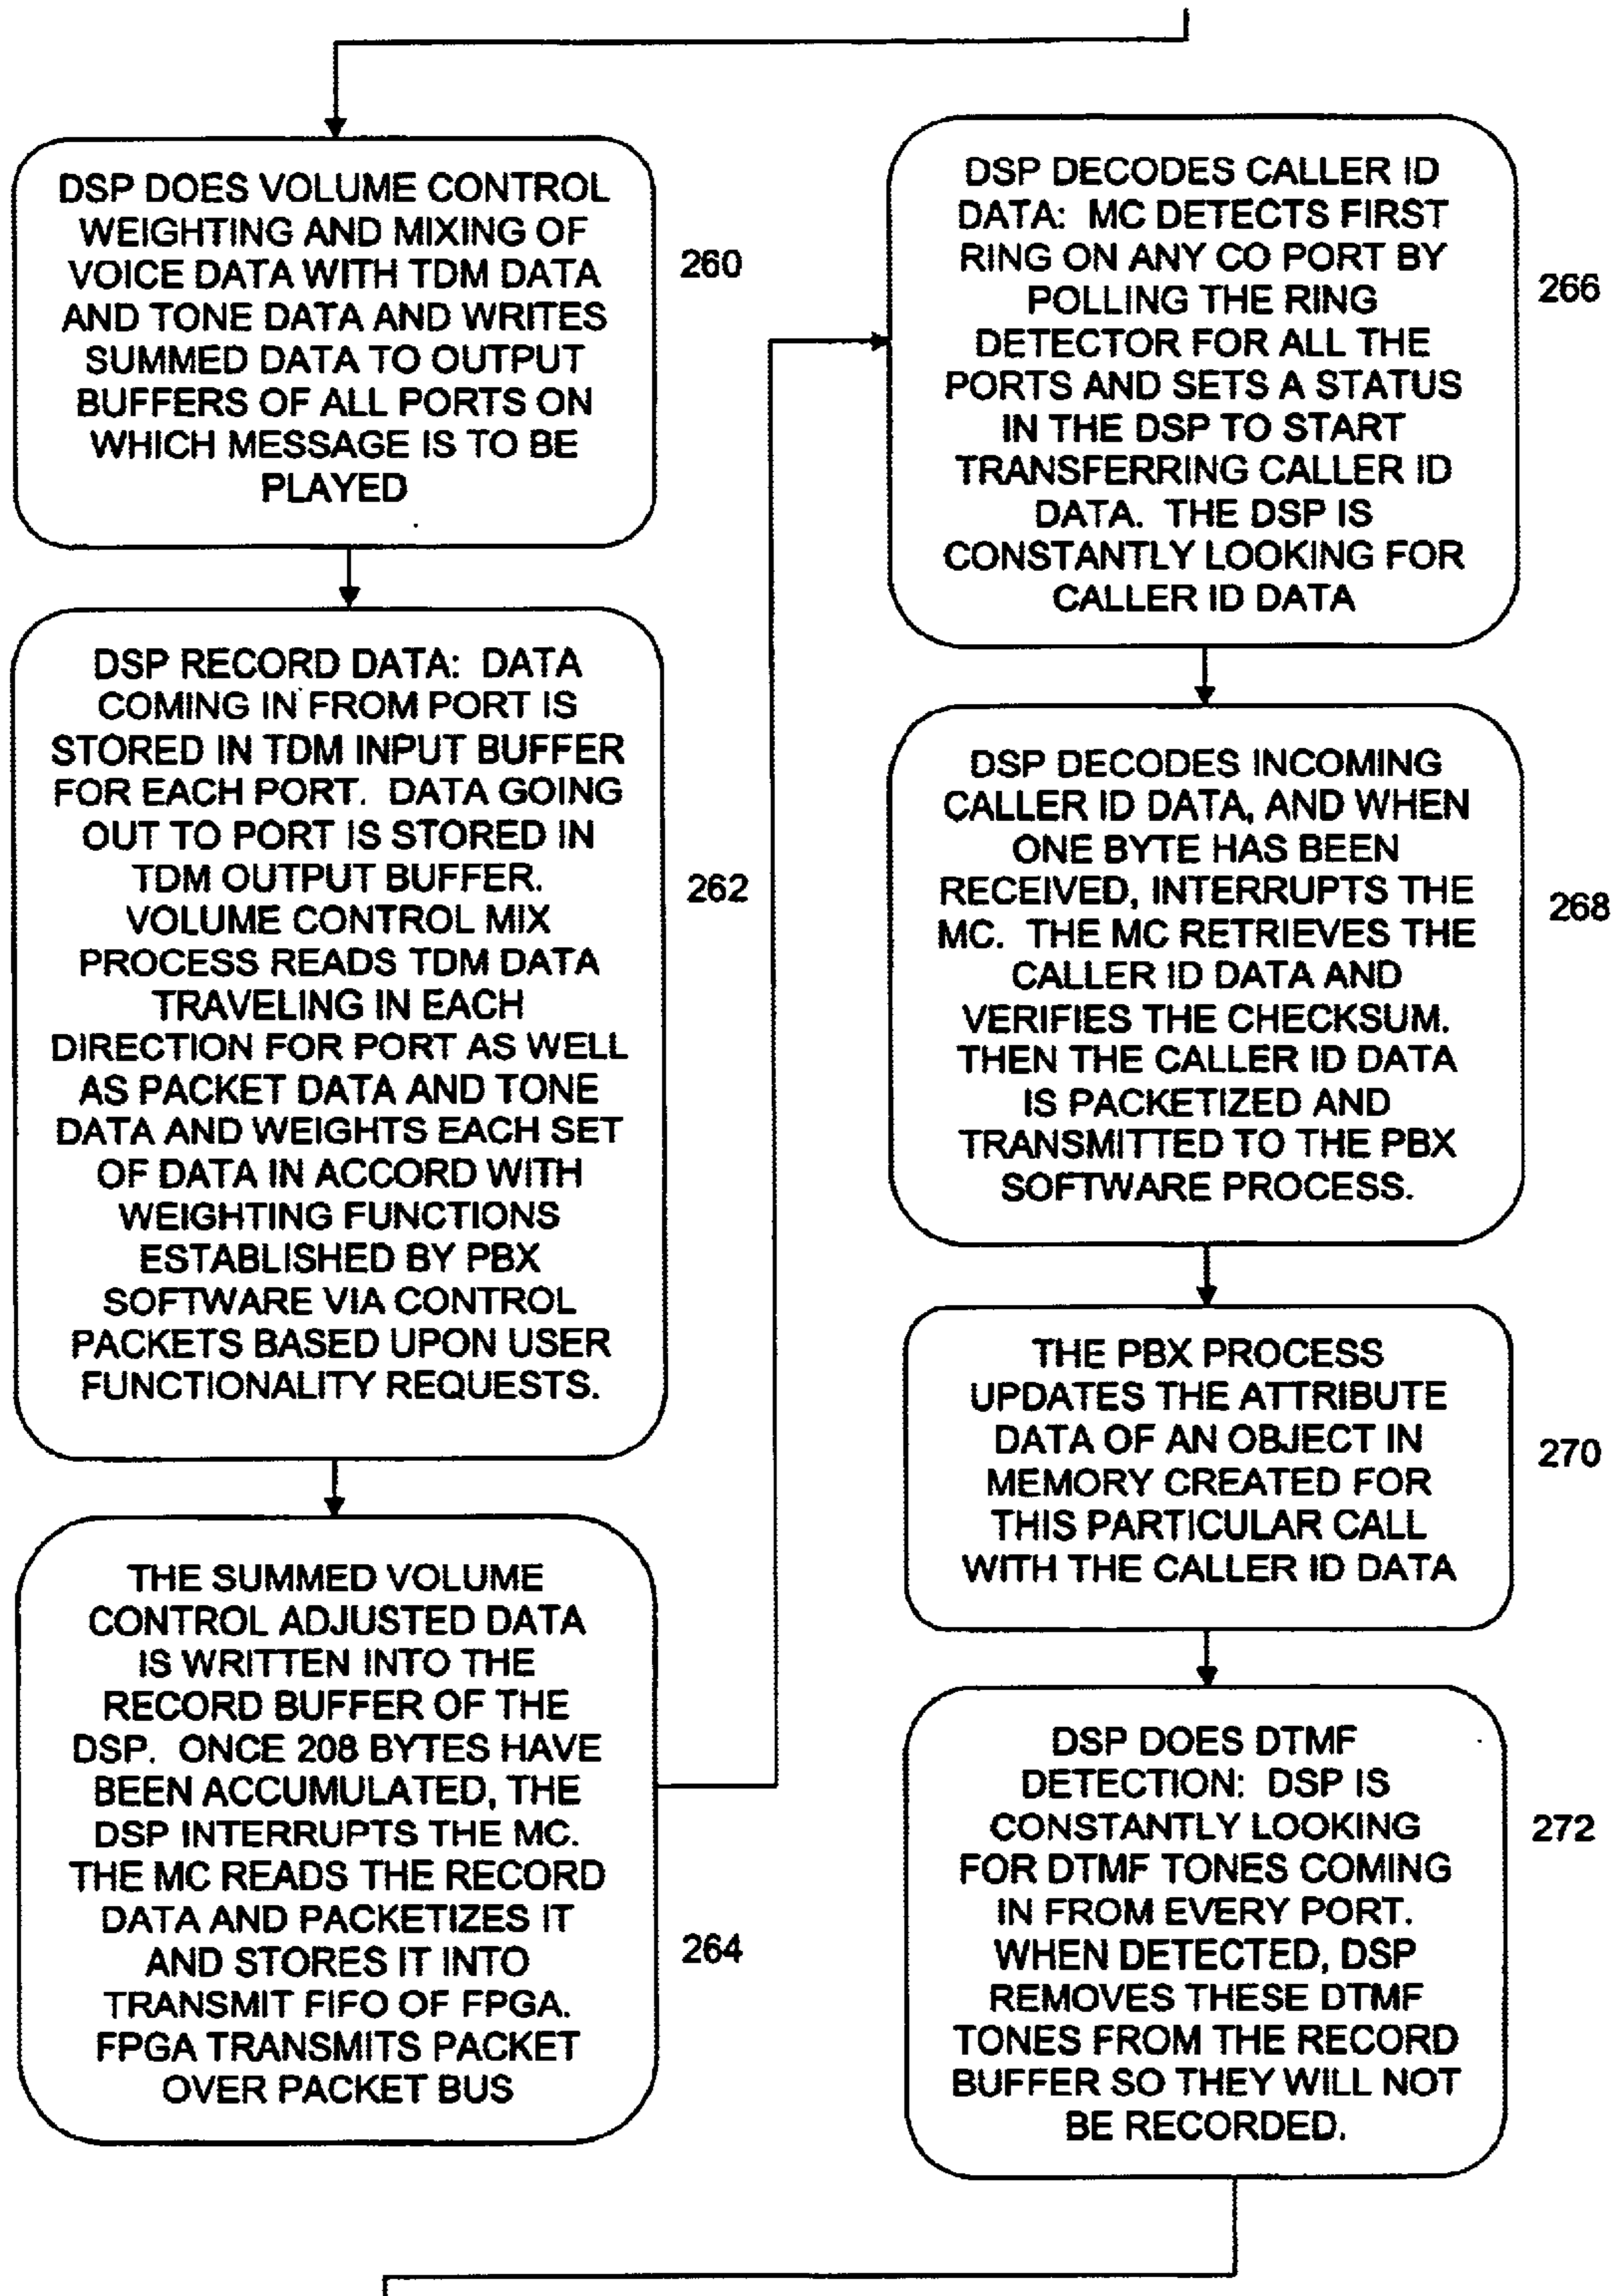 DSP DOES VOLUME CONTROL
WEIGHTING AND MIXING OF
VOICE DATA WITH TDM DATA
AND TONE DATA AND WRITES
SUMMED DATA TO OUTPUT
BUFFERS OF ALL PORTS ON
WHICH MESSAGE IS TO BE
PLAYED
260
DSP RECORD DATA: DATA
COMING IN FROM PORT IS
STORED IN TDM INPUT BUFFER
FOR EACH PORT. DATA GOING
OUT TO PORT IS STORED IN
TDM OUTPUT BUFFER.
VOLUME CONTROL MIX
PROCESS READS TDM DATA
TRAVELING IN EACH
DIRECTION FOR PORT AS WELL
AS PACKET DATA AND TONE
DATA AND WEIGHTS EACH SET
OF DATA IN ACCORD WITH
WEIGHTING FUNCTIONS
ESTABLISHED BY PBX
SOFTWARE VIA CONTROL
PACKETS BASED UPON USER
FUNCTIONALITY REQUESTS.
262
THE SUMMED VOLUME
CONTROL ADJUSTED DATA
IS WRITTEN INTO THE
RECORD BUFFER OF THE
DSP. ONCE 208 BYTES HAVE
BEEN ACCUMULATED, THE
DSP INTERRUPTS THE MC.
THE MC READS THE RECORD
DATA AND PACKETIZES IT
AND STORES IT INTO
TRANSMIT FIFO OF FPGA.
FPGA TRANSMITS PACKET
OVER PACKET BUS
264
DSP DECODES CALLER ID
DATA: MC DETECTS FIRST
RING ON ANY CO PORT BY
POLLING THE RING
DETECTOR FOR ALL THE
PORTS AND SETS A STATUS
IN THE DSP TO START
TRANSFERRING CALLER ID
DATA. THE DSP IS
CONSTANTLY LOOKING FOR
CALLER ID DATA
266
DSP DECODES INCOMING
CALLER ID DATA, AND WHEN
ONE BYTE HAS BEEN
RECEIVED, INTERRUPTS THE
MC. THE MC RETRIEVES THE
CALLER ID DATA AND
VERIFIES THE CHECKSUM.
THEN THE CALLER ID DATA
IS PACKETIZED AND
TRANSMITTED TO THE PBX
SOFTWARE PROCESS.
268
THE PBX PROCESS
UPDATES THE ATTRIBUTE
DATA OF AN OBJECT IN
MEMORY CREATED FOR
THIS PARTICULAR CALL
WITH THE CALLER ID DATA
270
DSP DOES DTMF
DETECTION: DSP IS
CONSTANTLY LOOKING
FOR DTMF TONES COMING
IN FROM EVERY PORT.
WHEN DETECTED, DSP
REMOVES THESE DTMF
TONES FROM THE RECORD
BUFFER SO THEY WILL NOT
BE RECORDED.
272